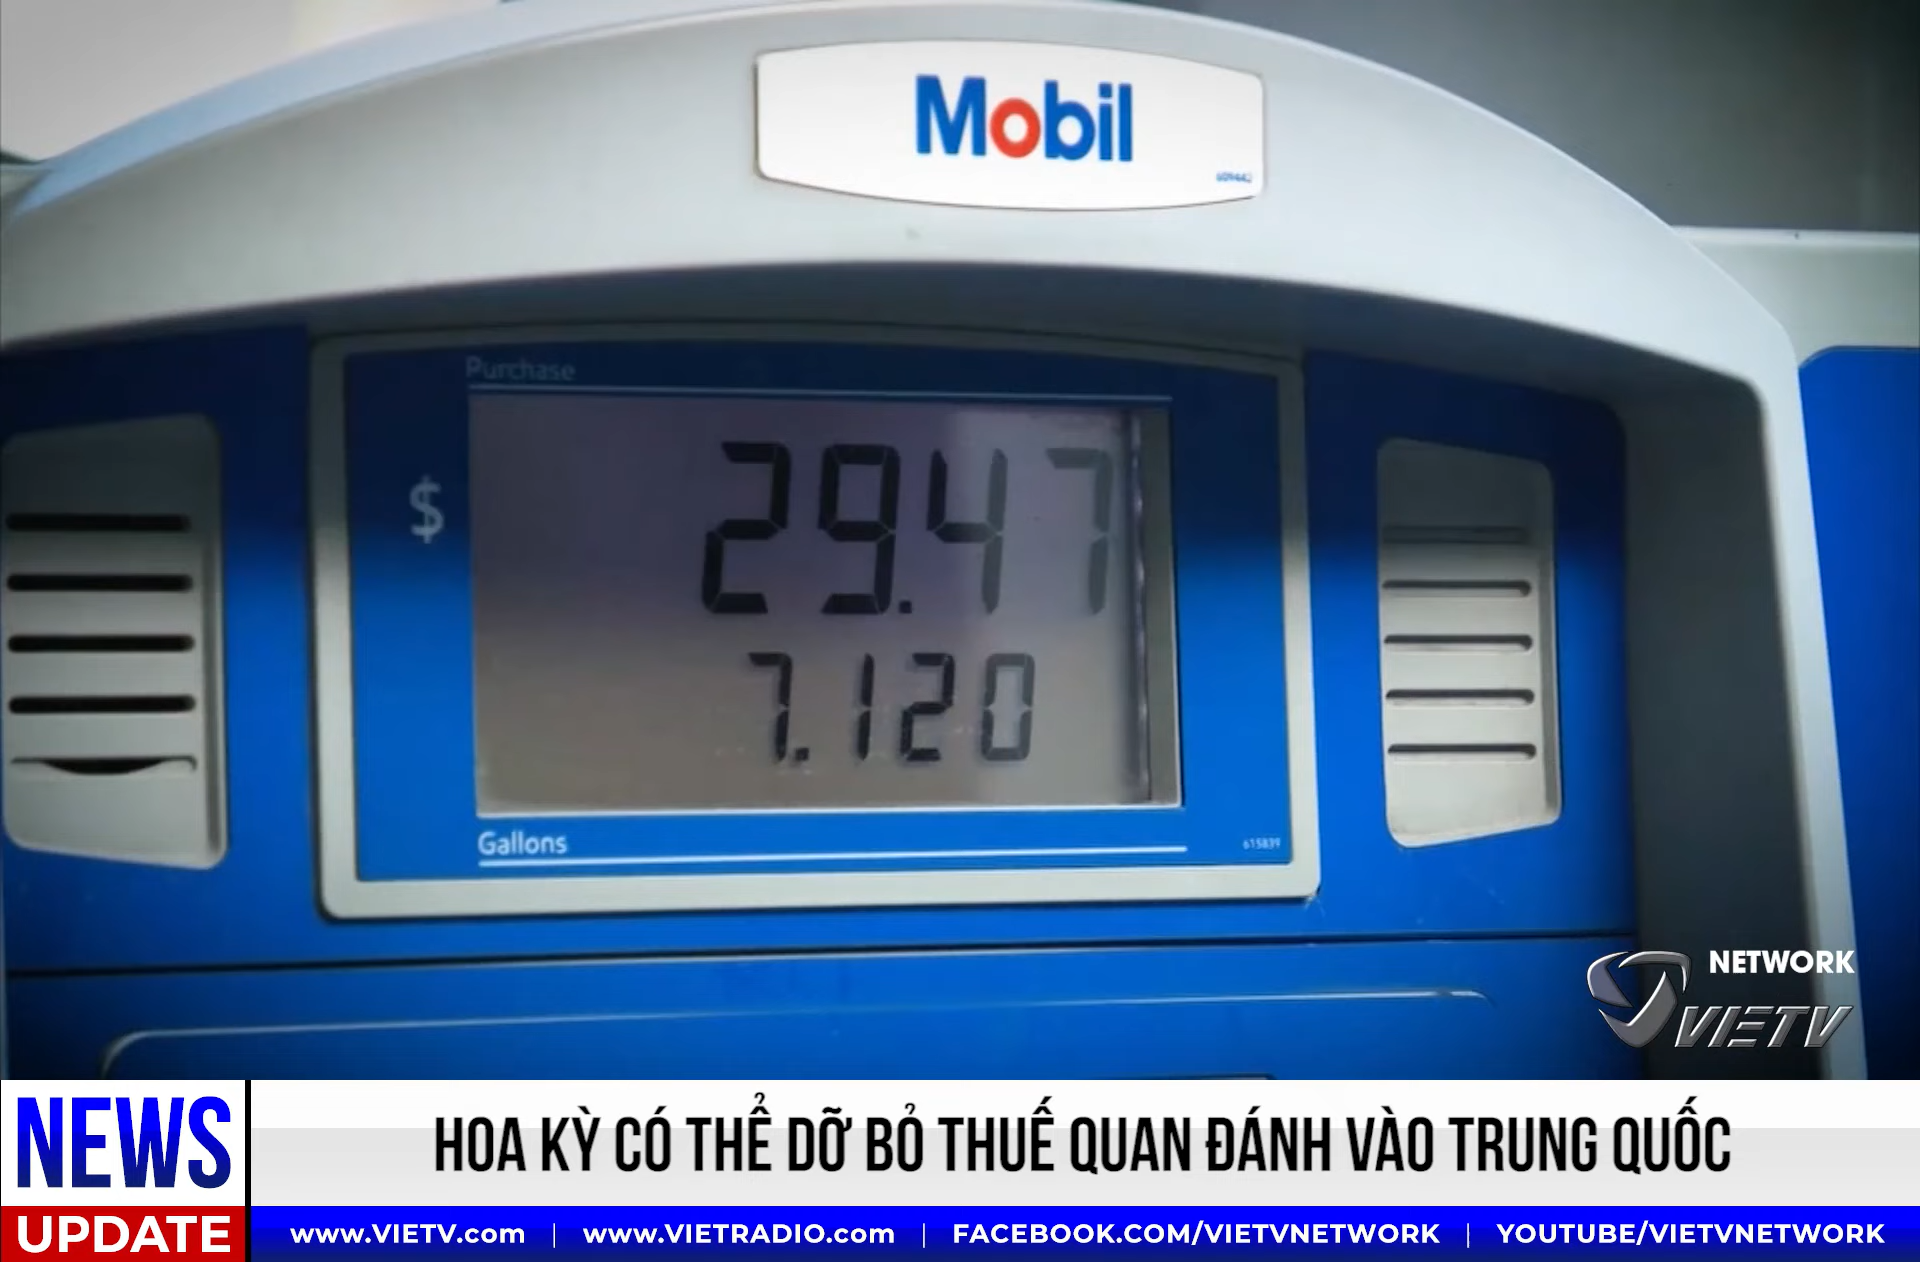 Mobil
Purchase
$
29.47
7.120
Gallons
615839
NETWORK
VIETV
NEWS
UPDATE
HOA KỲ CÓ THỂ DỠ BỎ THUẾ QUAN ĐÁNH VÀO TRUNG QUỐC
www.VIETV.com | www.VIETRADIO.com | FACEBOOK.COM/VIETVNETWORK | YOUTUBE/VIETVNETWORK